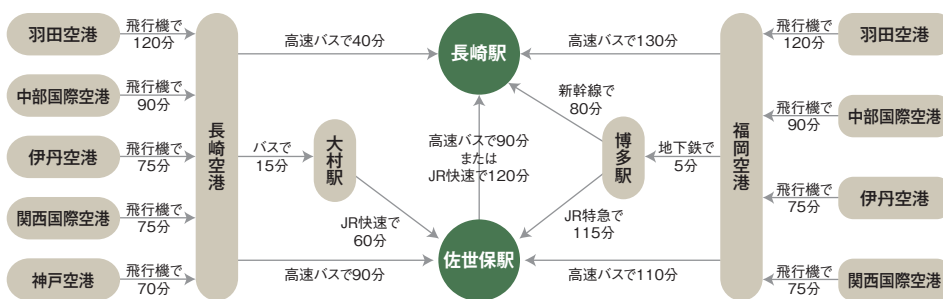 羽田空港
飛行機で
120分
中部国際空港
飛行機で
90分
伊丹空港
飛行機で
75分
関西国際空港
飛行機で
75分
神戸空港
飛行機で
70分
長崎空港
高速バスで40分
バスで
15分
大村駅
JR快速で
60分
高速バスで90分
長崎駅
高速バスで90分
または
JR快速で120分
佐世保駅
高速バスで130分
新幹線で
80分
博多駅
地下鉄で
5分
JR特急で
115分
高速バスで110分
福岡空港
飛行機で
120分
羽田空港
飛行機で
90分
中部国際空港
飛行機で
75分
伊丹空港
飛行機で
75分
関西国際空港